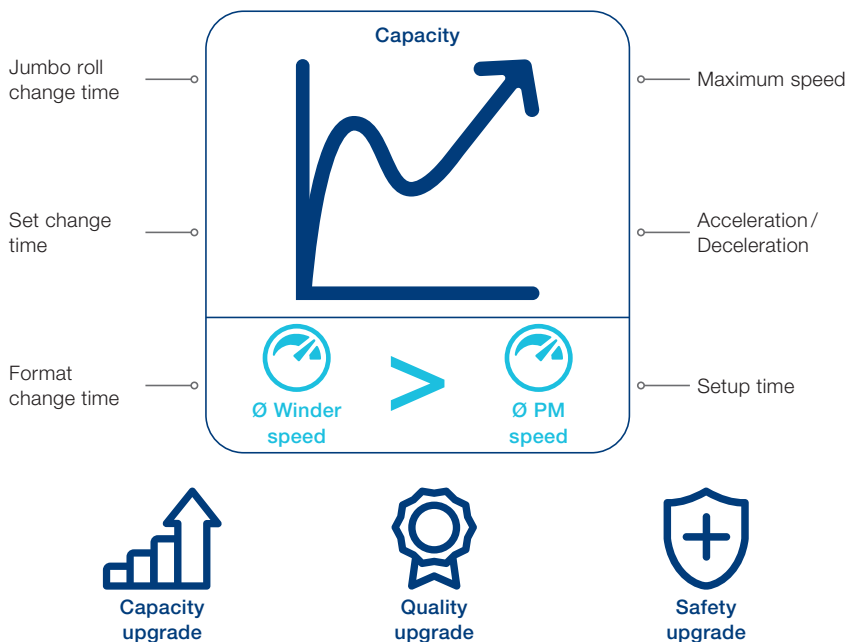 Capacity
Jumbo roll
change time
Maximum speed
Set change
time
Acceleration /
Deceleration
Format
change time
Ø Winder
speed
>
Ø PM
speed
Setup time
Capacity
upgrade
Quality
upgrade
Safety
upgrade